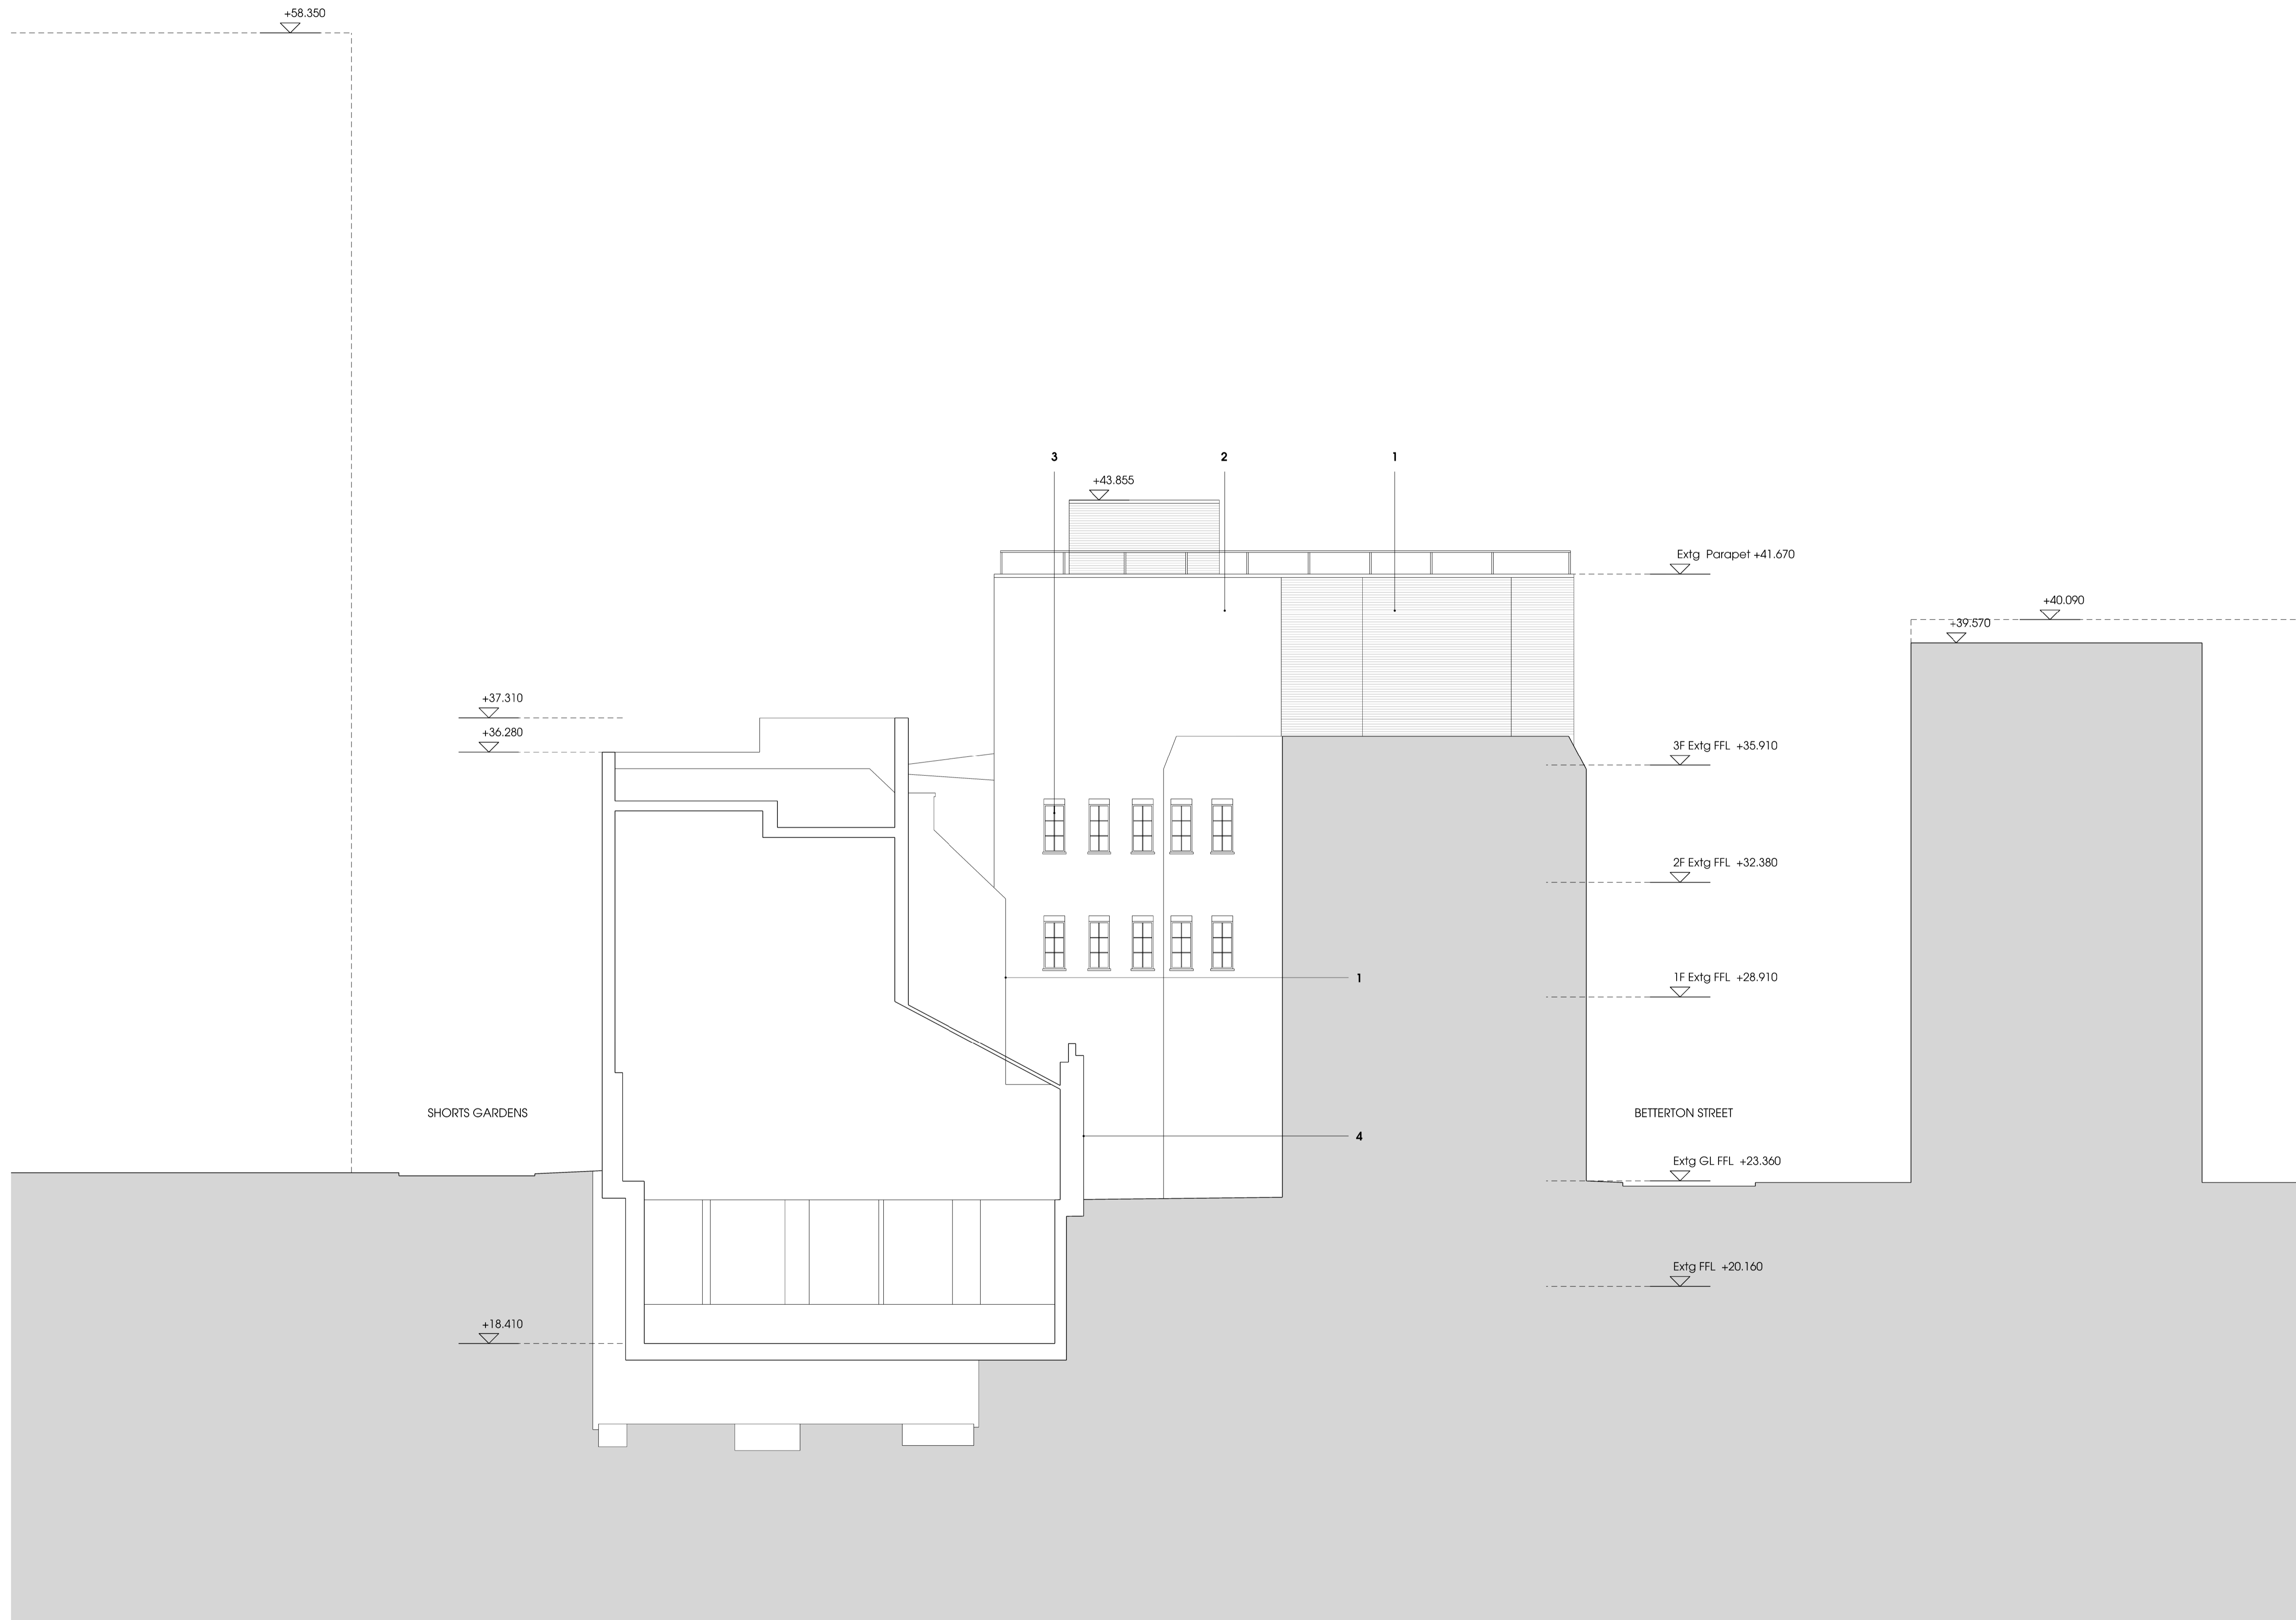 +58.350
3
2
1
+43.855
Extg Parapet +41.670
+40.090
+39.570
+37.310
+36.280
3F Extg FFL +35.910
2F Extg FFL +32.380
1
1F Extg FFL +28.910
SHORTS GARDENS
BETTERTON STREET
4
Extg GL FFL +23.360
Extg FFL +20.160
+18.410